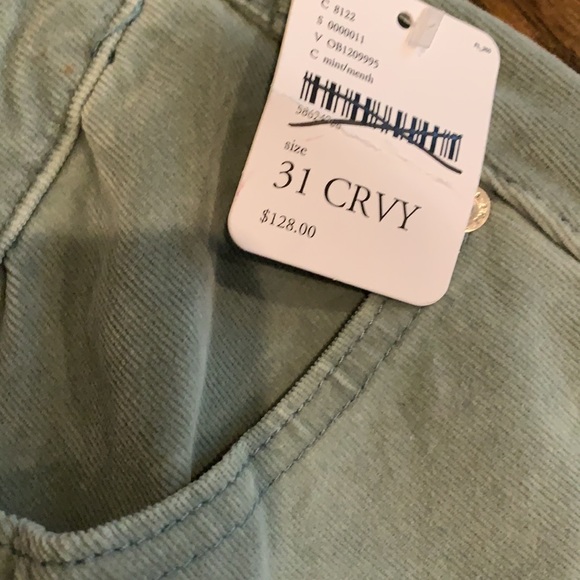 C 8122
S 0000011
V OB1209995
C mint/menth
size
31 CRVY
$128.00